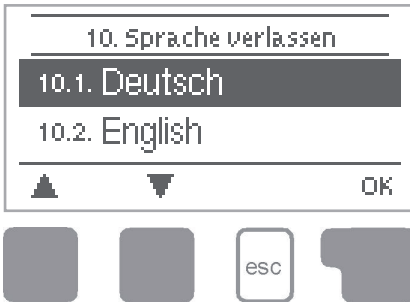 10. Sprache verlassen
10.1. Deutsch
10.2. English
OK
esc